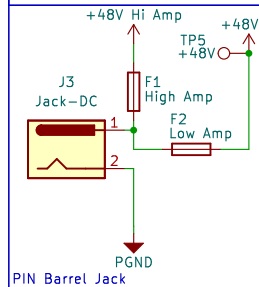 +48V Hi Amp
+48V
TP5
+48V
J3
Jack-DC
F1
High Amp
F2
Low Amp
1
2
PGND
PIN Barrel Jack